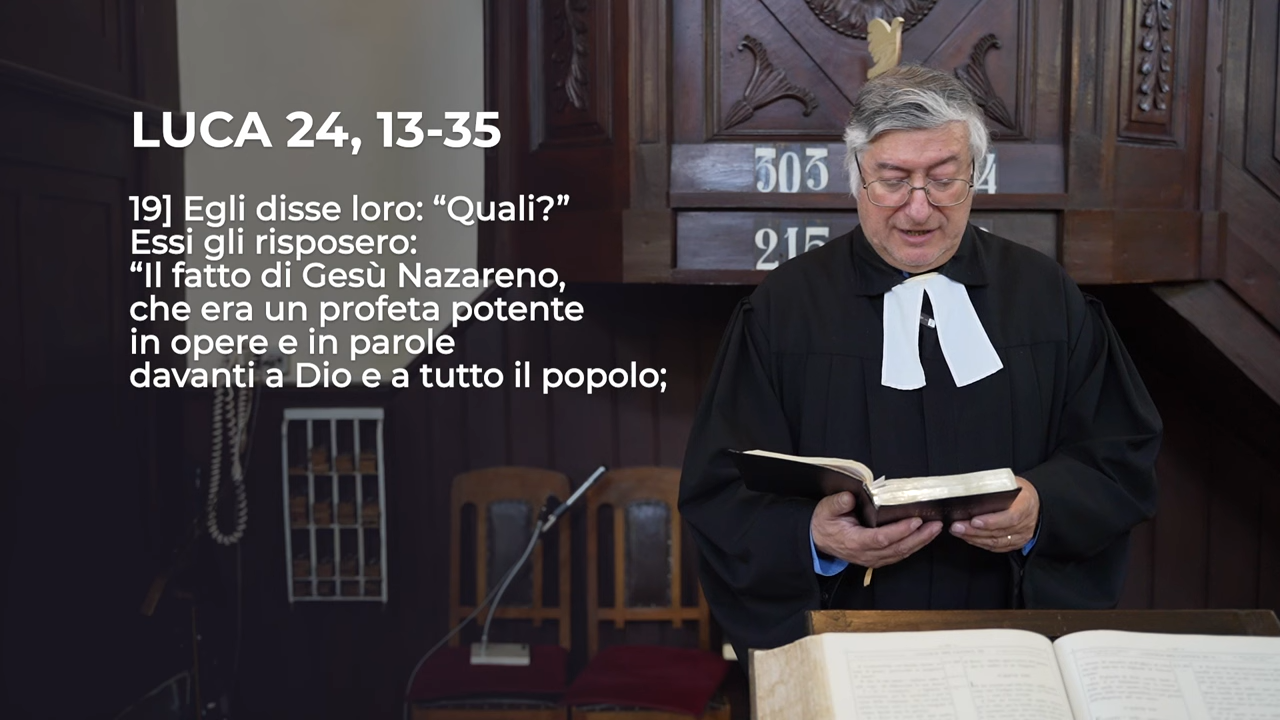 LUCA 24, 13-35
19] Egli disse loro: “Quali?”
Essi gli risposero:
“Il fatto di Gesù Nazareno,
che era un profeta potente
in opere e in parole
davanti a Dio e a tutto il popolo;
303
4
215